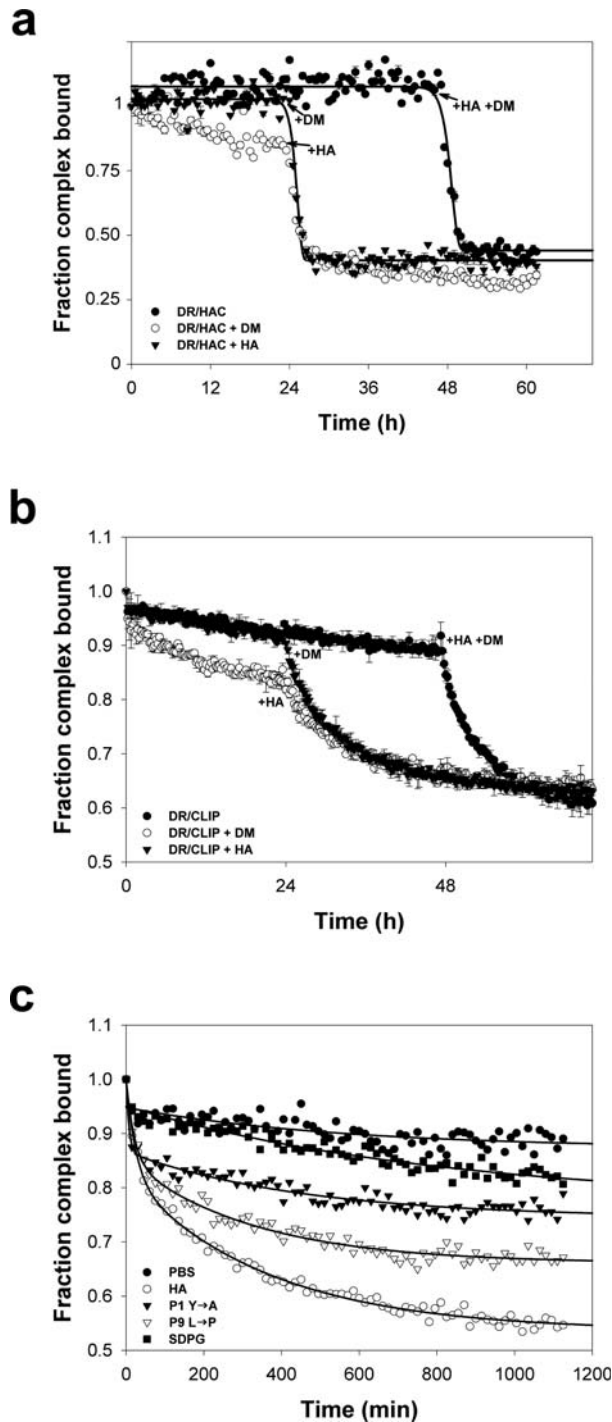 a
Fraction complex bound
1
0.75
0.50
0.25
0
+DM
+HA
+HA +DM
DR/HAC
DR/HAC + DM
DR/HAC + HA
0 12 24 36 48 60
Time (h)
b
Fraction complex bound
1.1
1.0
0.9
0.8
0.7
0.6
0.5
+DM
+HA
+HA +DM
DR/CLIP
DR/CLIP + DM
DR/CLIP + HA
0 24 48
Time (h)
c
Fraction complex bound
1.1
1.0
0.9
0.8
0.7
0.6
0.5
PBS
HA
P1 Y→A
P9 L→P
SDPG
0 200 400 600 800 1000 1200
Time (min)